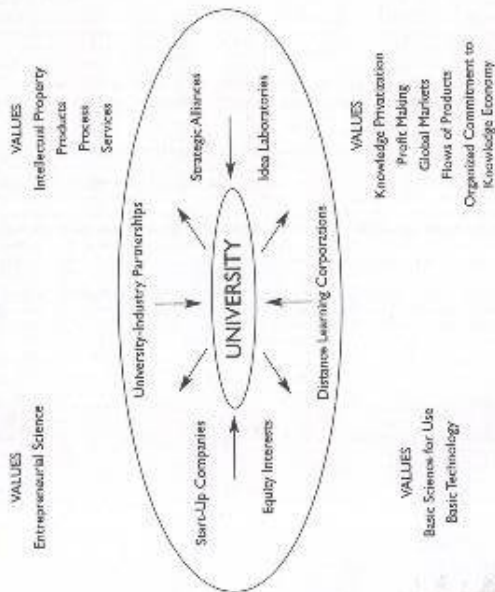 VALUES
Entrepreneurial Science
VALUES
Intellectual Property
Products
Process
Services
University-Industry Partnerships
Start-Up Companies
Strategic Alliances
UNIVERSITY
Equity Interests
Idea Laboratories
Distance Learning Corporations
VALUES
Basic Science for Use
Basic Technology
VALUES
Knowledge Privatization
Profit Making
Global Markets
Flows of Products
Organized Commitment to
Knowledge Economy